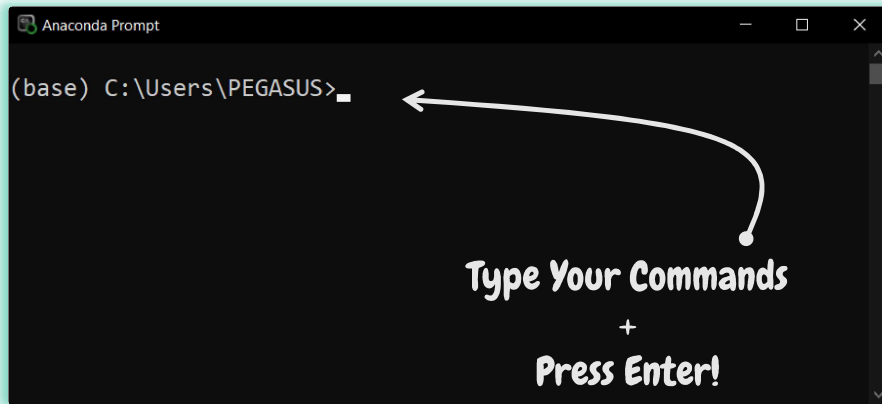 Anaconda Prompt
(base) C:\Users\PEGASUS>
Type Your Commands
+
Press Enter!